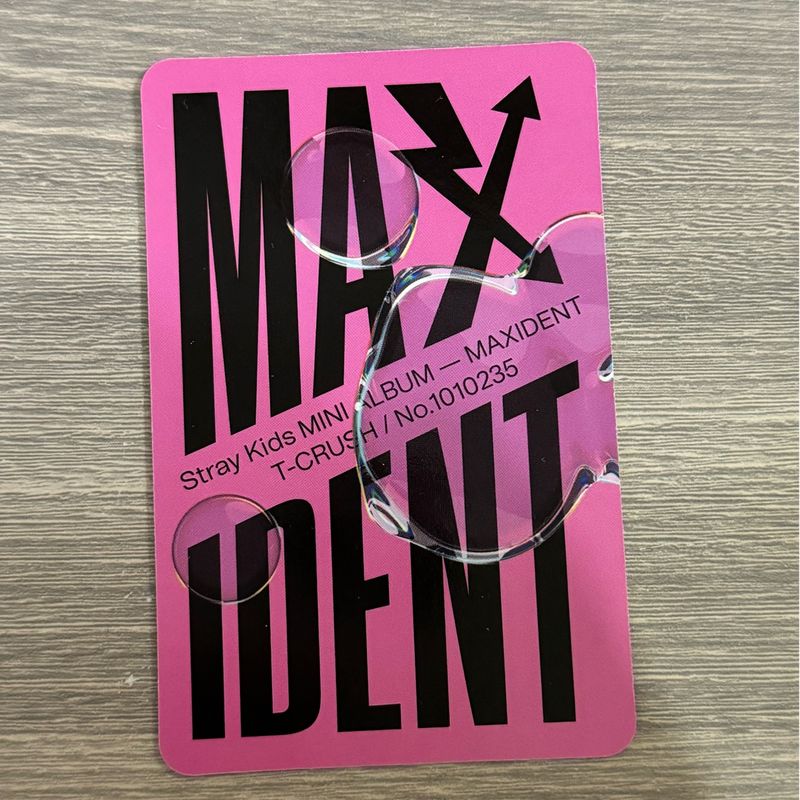 MAX
Stray Kids MINI ALBUM — MAXIDENT
T-CRUSH / No.1010235
IDENT